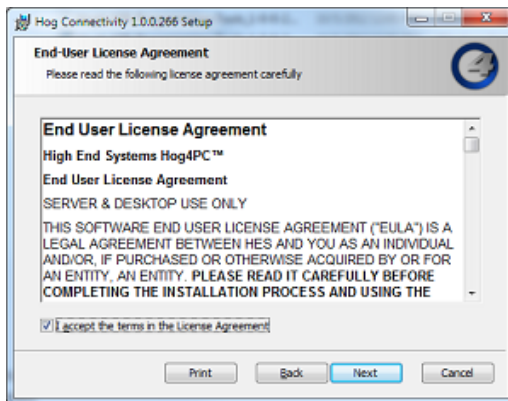 Hog Connectivity 1.0.0.266 Setup
End-User License Agreement
Please read the following license agreement carefully
4
End User License Agreement
High End Systems Hog4PC™
End User License Agreement
SERVER & DESKTOP USE ONLY
THIS SOFTWARE END USER LICENSE AGREEMENT ("EULA") IS A
LEGAL AGREEMENT BETWEEN HES AND YOU AS AN INDIVIDUAL
AND/OR, IF PURCHASED OR OTHERWISE ACQUIRED BY OR FOR
AN ENTITY, AN ENTITY. PLEASE READ IT CAREFULLY BEFORE
COMPLETING THE INSTALLATION PROCESS AND USING THE
I accept the terms in the License Agreement
Print Back Next Cancel